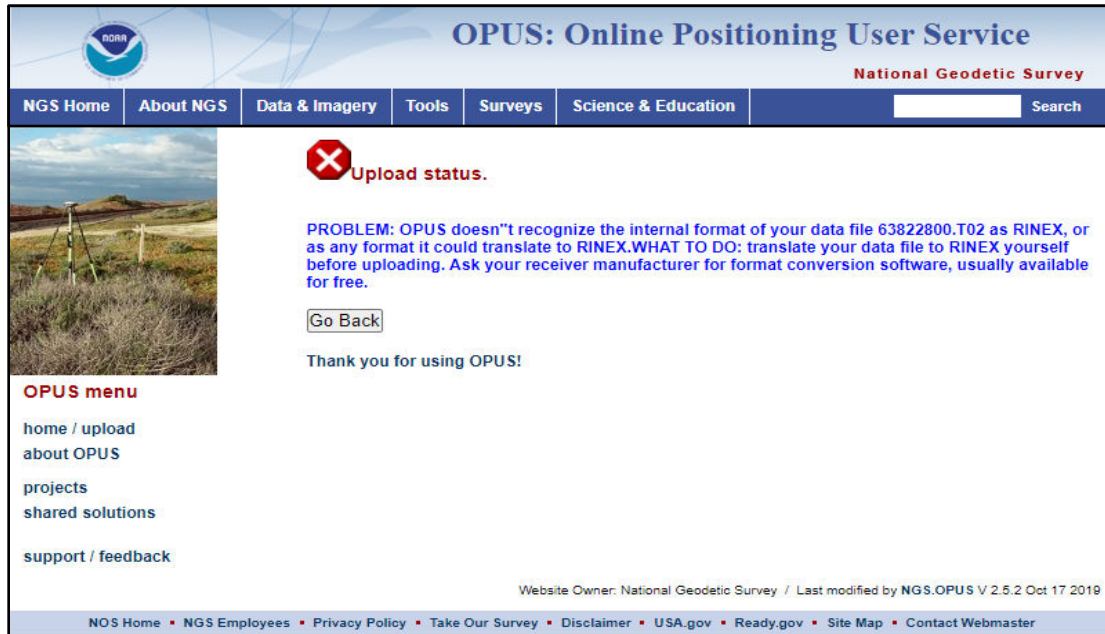 NOAA
OPUS: Online Positioning User Service
National Geodetic Survey
NGS Home About NGS Data & Imagery Tools Surveys Science & Education Search
Upload status.
PROBLEM: OPUS doesn"t recognize the internal format of your data file 63822800.T02 as RINEX, or
as any format it could translate to RINEX.WHAT TO DO: translate your data file to RINEX yourself
before uploading. Ask your receiver manufacturer for format conversion software, usually available
for free.
Go Back
Thank you for using OPUS!
OPUS menu
home / upload
about OPUS
projects
shared solutions
support / feedback
Website Owner: National Geodetic Survey / Last modified by NGS.OPUS V 2.5.2 Oct 17 2019
NOS Home ▪ NGS Employees ▪ Privacy Policy ▪ Take Our Survey ▪ Disclaimer ▪ USA.gov ▪ Ready.gov ▪ Site Map ▪ Contact Webmaster